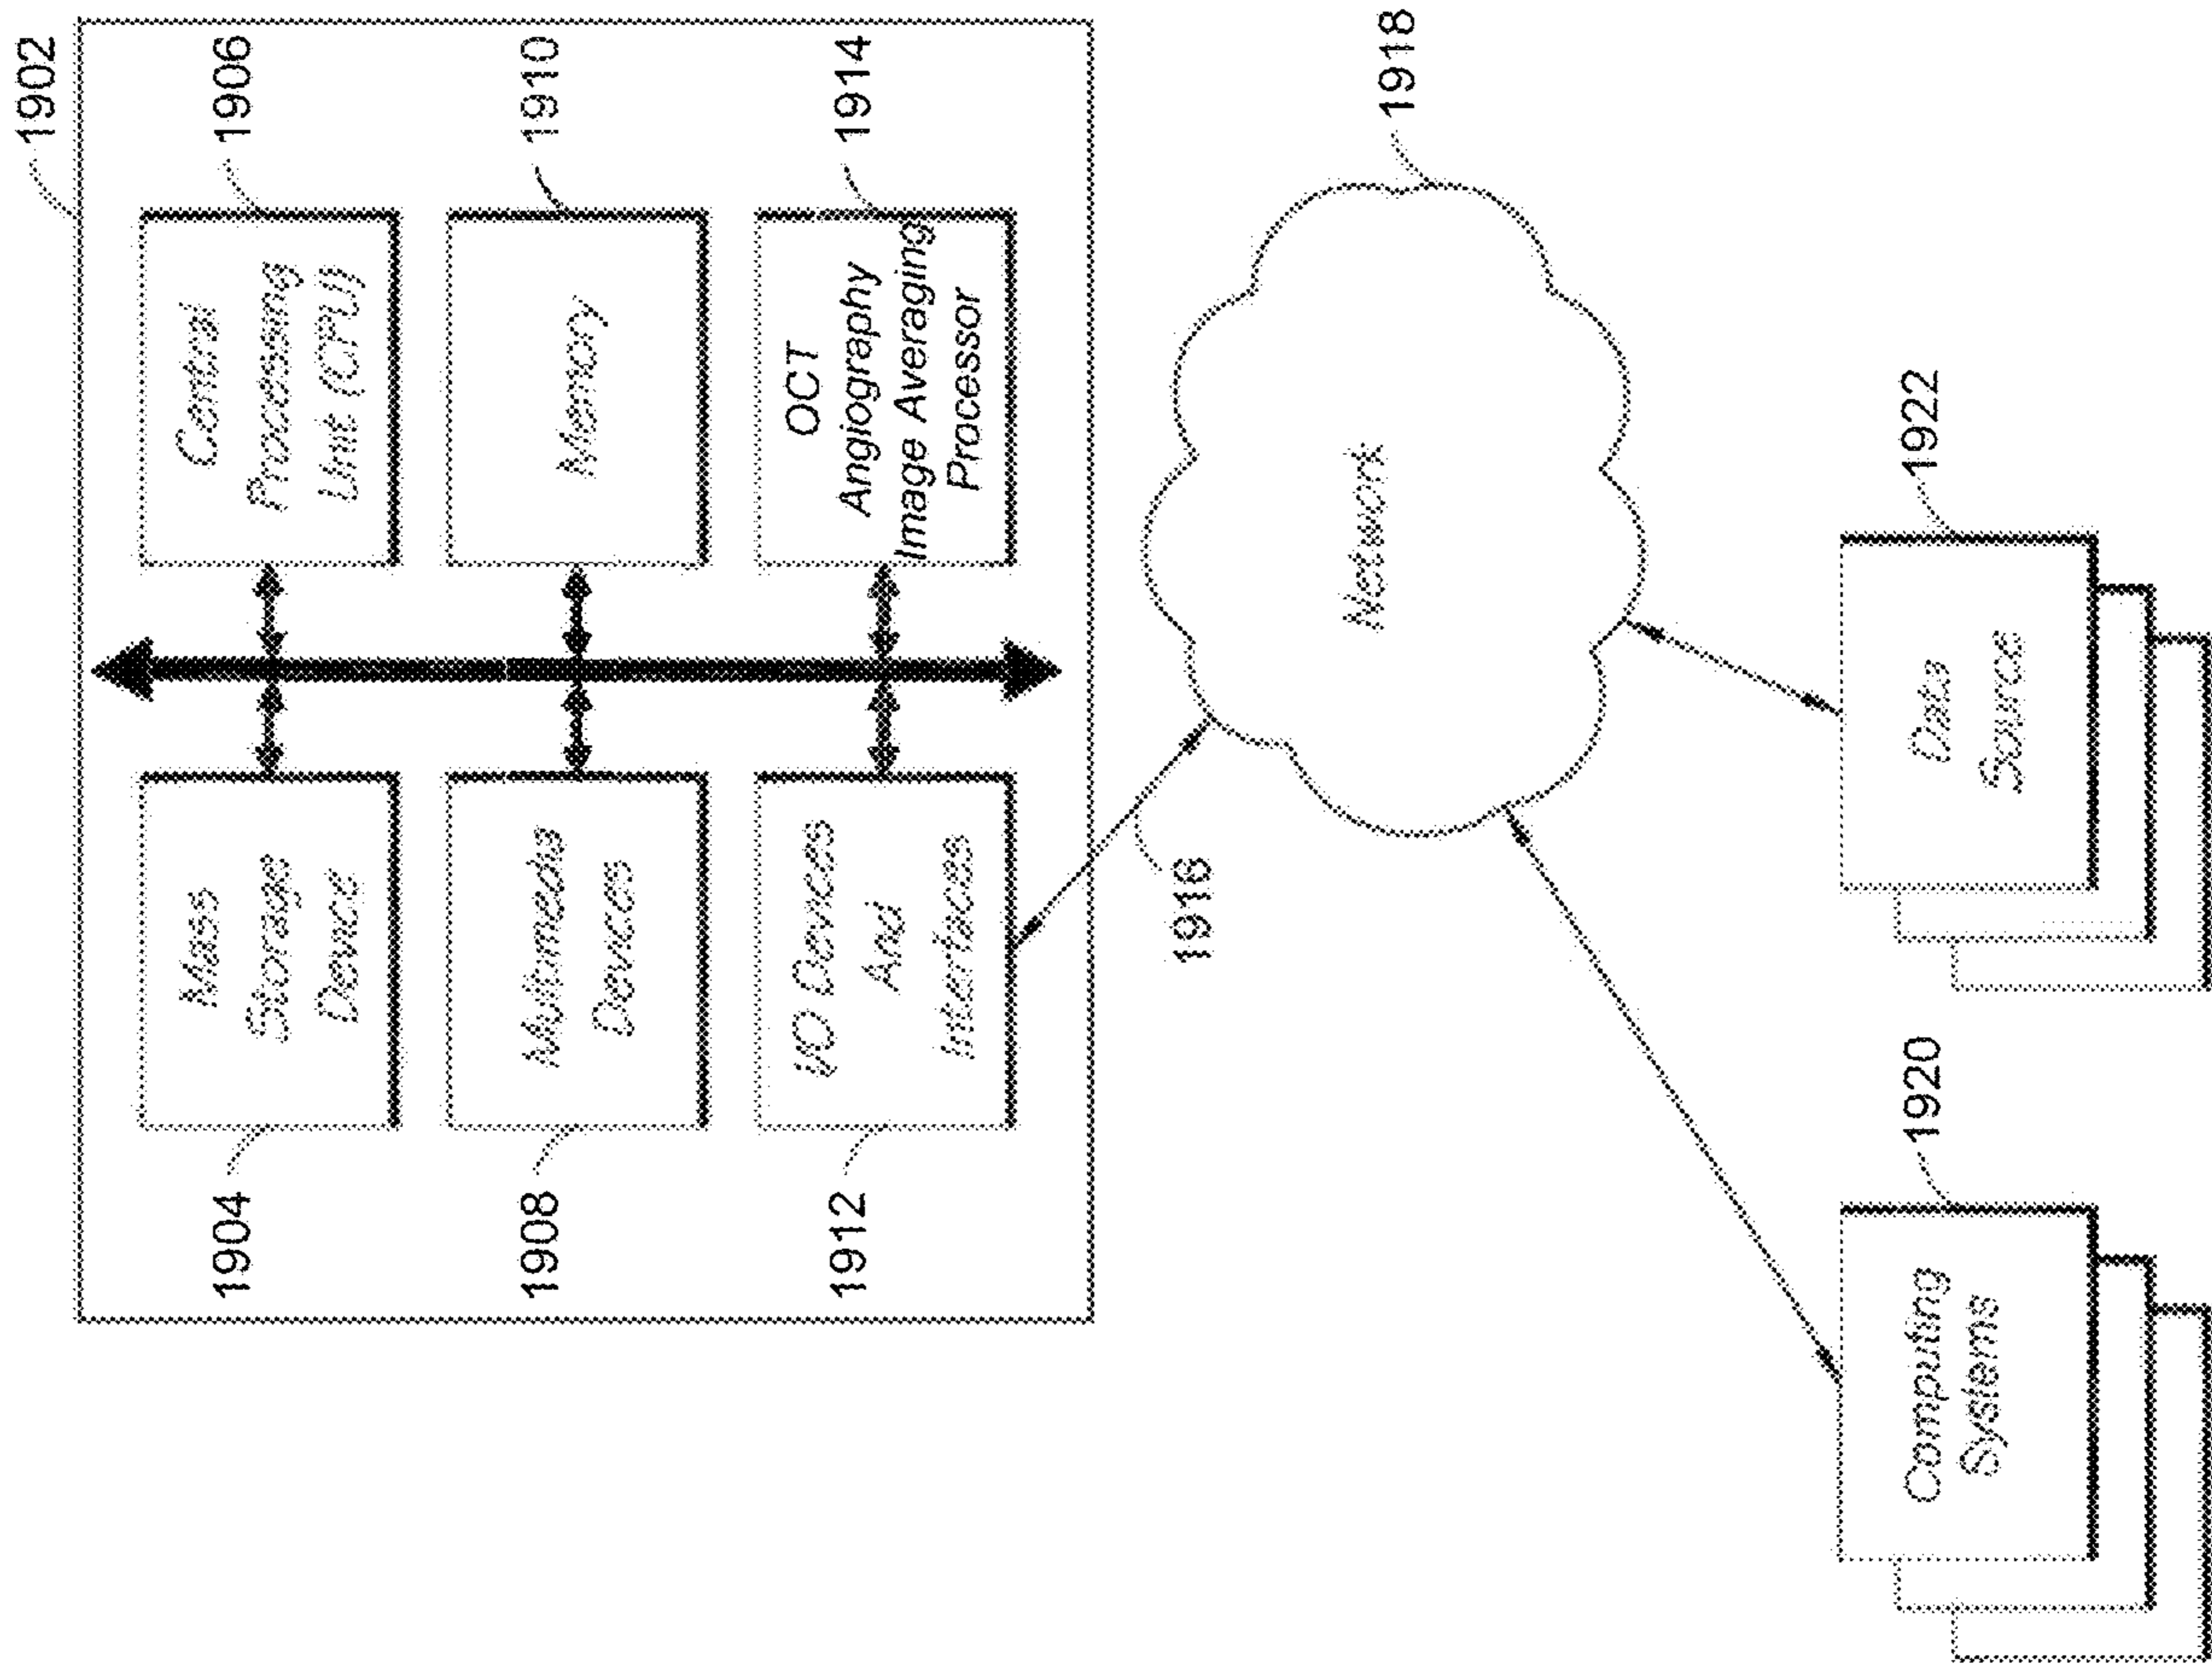 1902
1904
Mass
Storage
Device
Central
Processing
Unit (CPU)
1906
1908
Multimedia
Devices
Memory
1910
1912
I/O Devices
And
Interfaces
OCT
Angiography
Image Averaging
Processor
1914
1916
Network
1918
1920
Computing
Systems
1922
Data
Source